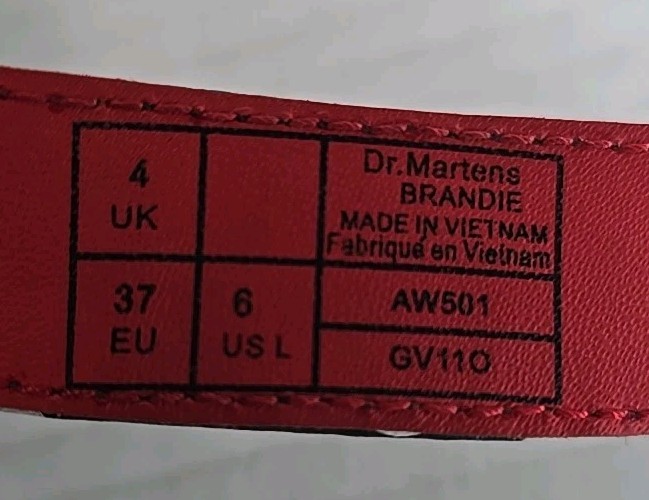 4
UK
Dr.Martens
BRANDIE
MADE IN VIETNAM
Fabriqué en Vietnam
37
EU
6
US L
AW501
GV11O